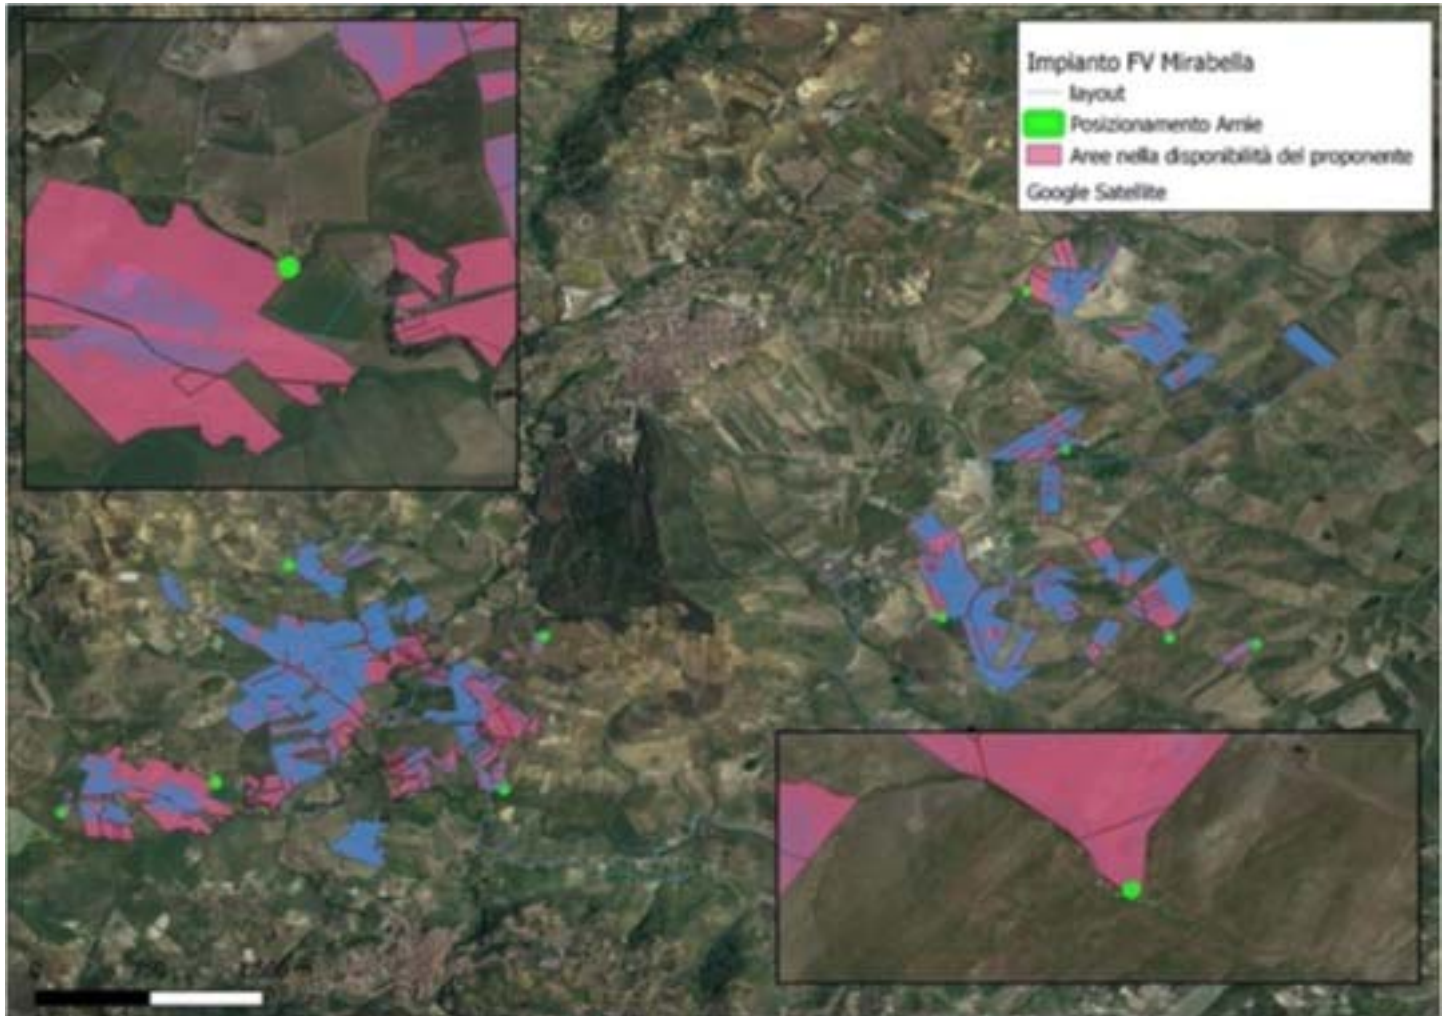 Impianto FV Mirabella
layout
Posizionamento Arnie
Aree nella disponibilità del proponente
Google Satellite